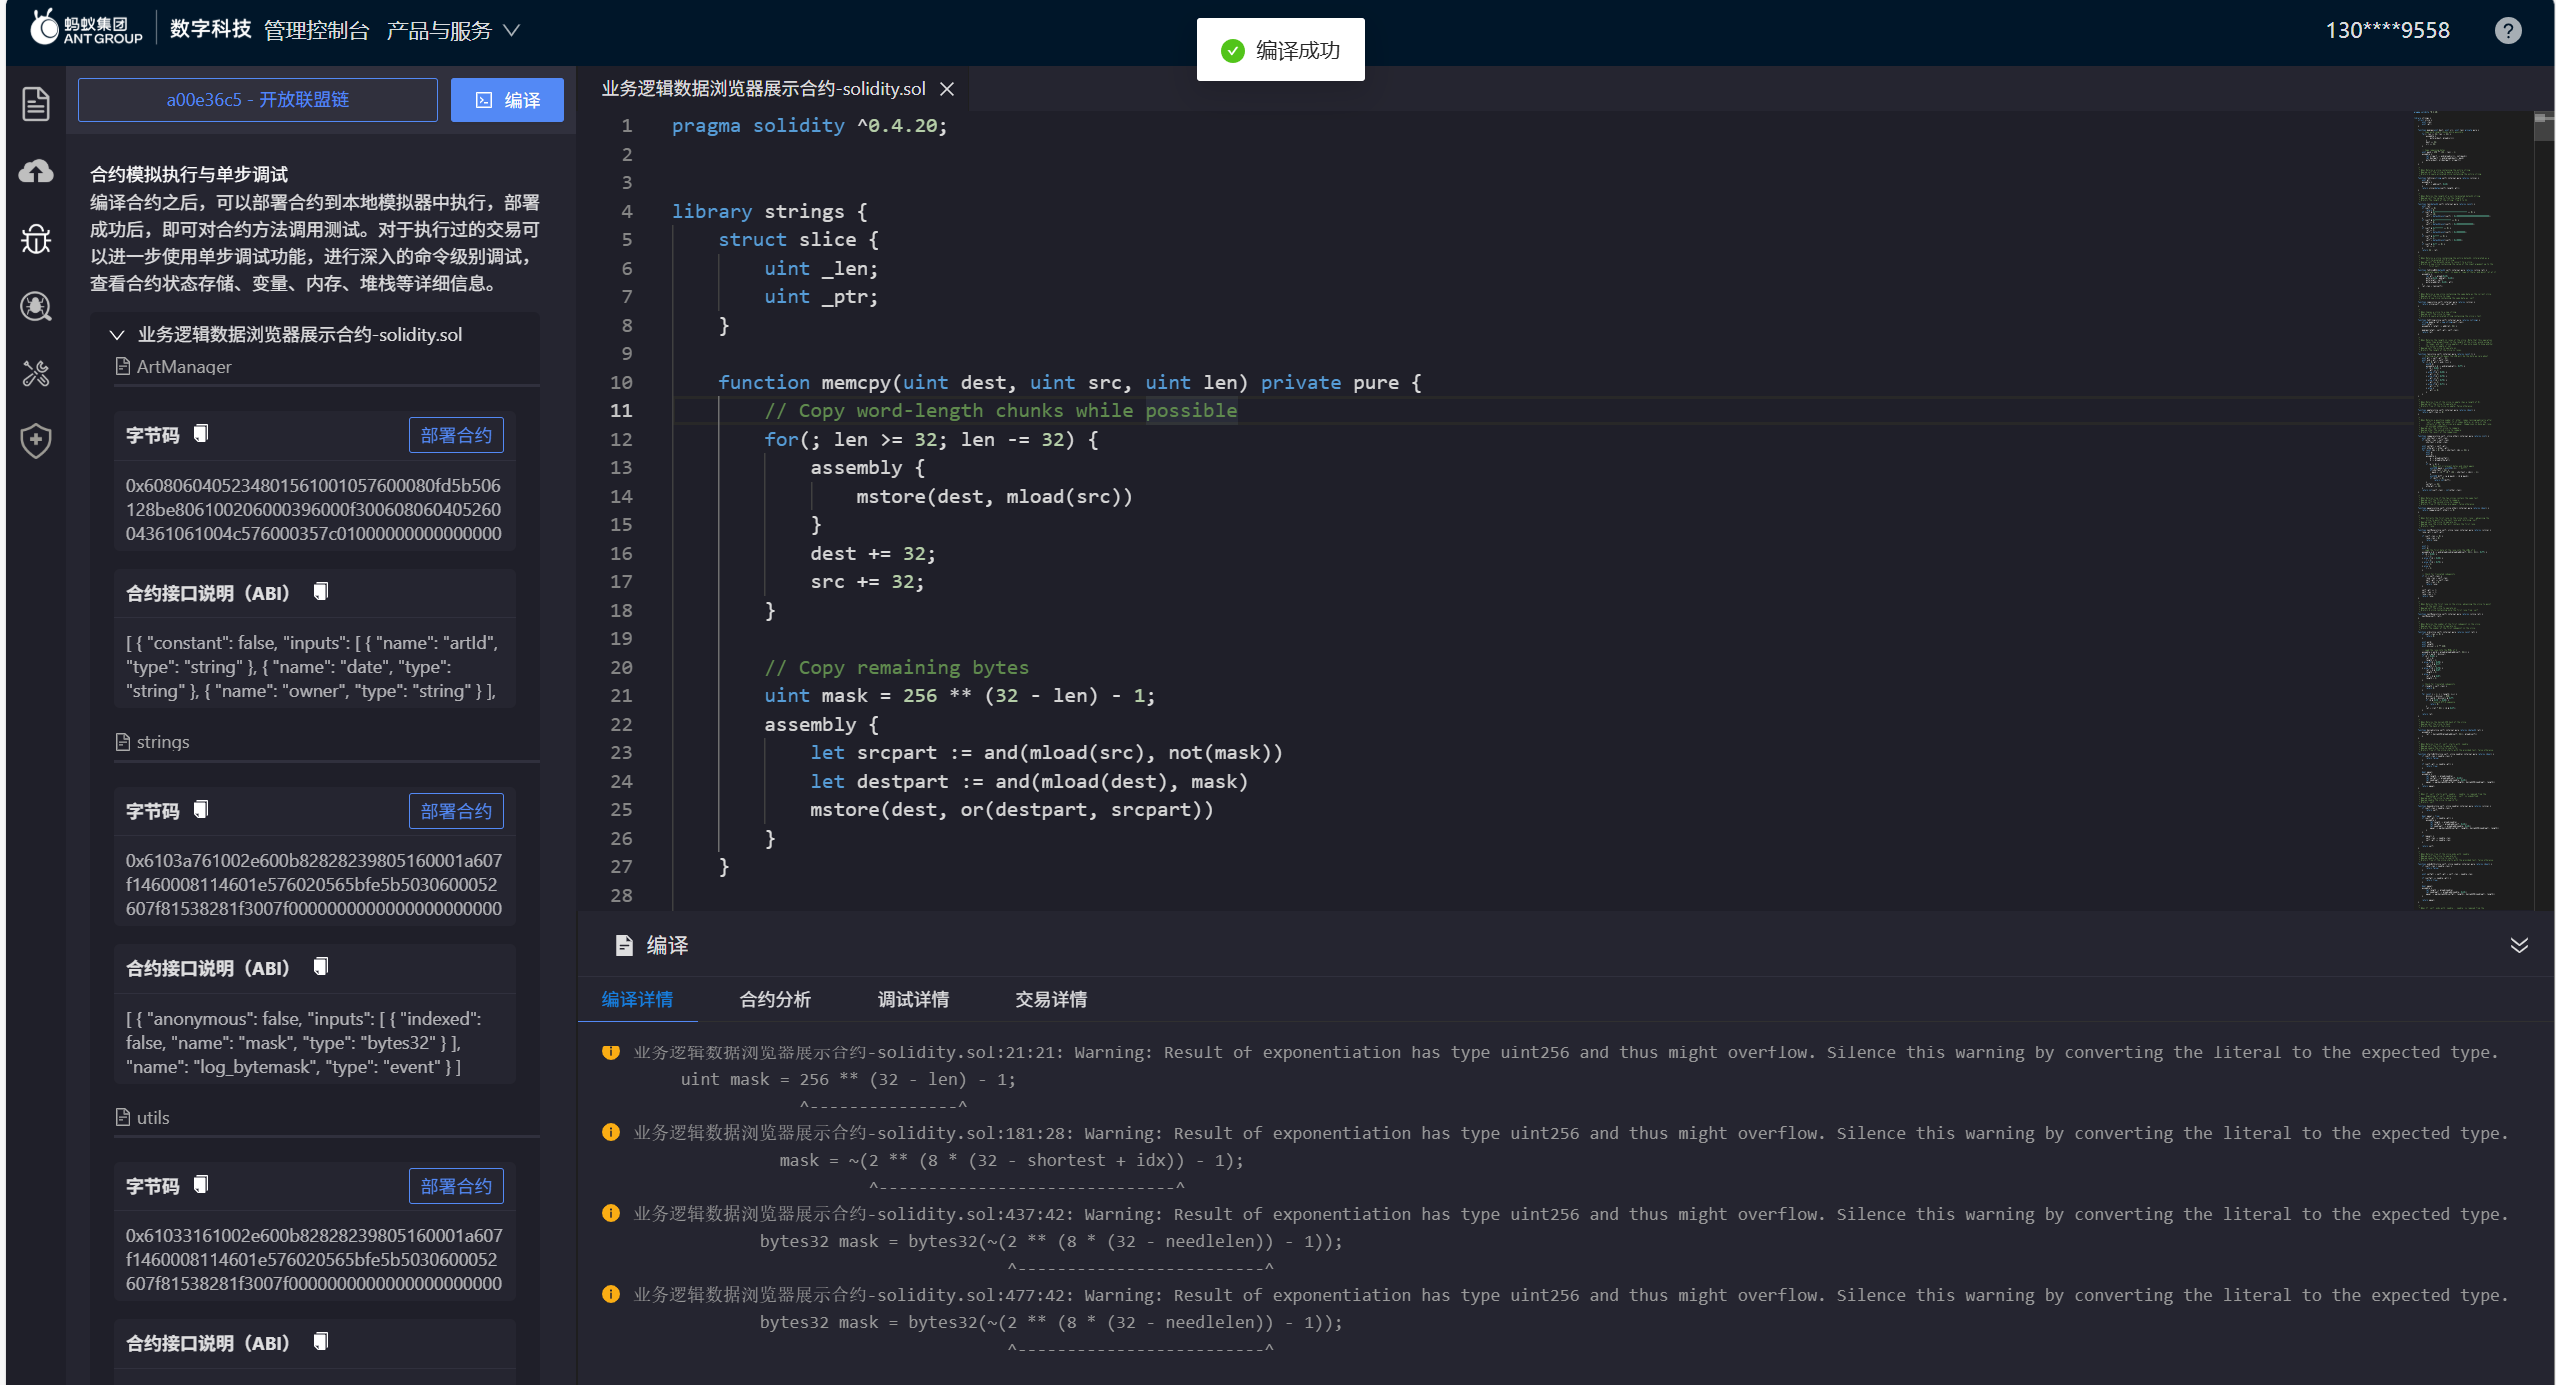 蚂蚁集团
ANT GROUP
数字科技 管理控制台 产品与服务
编译成功
130****9558
?
a00e36c5 - 开放联盟链
编译
合约模拟执行与单步调试
编译合约之后，可以部署合约到本地模拟器中执行，部署
成功后，即可对合约方法调用测试。对于执行过的交易可
以进一步使用单步调试功能，进行深入的命令级别调试，
查看合约状态存储、变量、内存、堆栈等详细信息。
业务逻辑数据浏览器展示合约-solidity.sol
ArtManager
字节码
部署合约
0x608060405234801561001057600080fd5b506
128be806100206000396000f300608060405260
04361061004c576000357c01000000000000000
合约接口说明（ABI）
[ { "constant": false, "inputs": [ { "name": "artId",
"type": "string" }, { "name": "date", "type":
"string" }, { "name": "owner", "type": "string" } ],
strings
字节码
部署合约
0x6103a761002e600b82828239805160001a607
f1460008114601e576020565bfe5b5030600052
607f81538281f3007f0000000000000000000000
合约接口说明（ABI）
[ { "anonymous": false, "inputs": [ { "indexed":
false, "name": "mask", "type": "bytes32" } ],
"name": "log_bytemask", "type": "event" } ]
utils
字节码
部署合约
0x61033161002e600b82828239805160001a607
f1460008114601e576020565bfe5b5030600052
607f81538281f3007f0000000000000000000000
合约接口说明（ABI）
业务逻辑数据浏览器展示合约-solidity.sol
1 pragma solidity ^0.4.20;
2
3
4 library strings {
5 struct slice {
6 uint _len;
7 uint _ptr;
8 }
9
10 function memcpy(uint dest, uint src, uint len) private pure {
11 // Copy word-length chunks while possible
12 for(; len >= 32; len -= 32) {
13 assembly {
14 mstore(dest, mload(src))
15 }
16 dest += 32;
17 src += 32;
18 }
19
20 // Copy remaining bytes
21 uint mask = 256 ** (32 - len) - 1;
22 assembly {
23 let srcpart := and(mload(src), not(mask))
24 let destpart := and(mload(dest), mask)
25 mstore(dest, or(destpart, srcpart))
26 }
27 }
28
编译
编译详情 合约分析 调试详情 交易详情
业务逻辑数据浏览器展示合约-solidity.sol:21:21: Warning: Result of exponentiation has type uint256 and thus might overflow. Silence this warning by converting the literal to the expected type.
uint mask = 256 ** (32 - len) - 1;
^---------------^
业务逻辑数据浏览器展示合约-solidity.sol:181:28: Warning: Result of exponentiation has type uint256 and thus might overflow. Silence this warning by converting the literal to the expected type.
mask = ~(2 ** (8 * (32 - shortest + idx)) - 1);
^------------------------------^
业务逻辑数据浏览器展示合约-solidity.sol:437:42: Warning: Result of exponentiation has type uint256 and thus might overflow. Silence this warning by converting the literal to the expected type.
bytes32 mask = bytes32(~(2 ** (8 * (32 - needlelen)) - 1));
^-------------------------^
业务逻辑数据浏览器展示合约-solidity.sol:477:42: Warning: Result of exponentiation has type uint256 and thus might overflow. Silence this warning by converting the literal to the expected type.
bytes32 mask = bytes32(~(2 ** (8 * (32 - needlelen)) - 1));
^-------------------------^